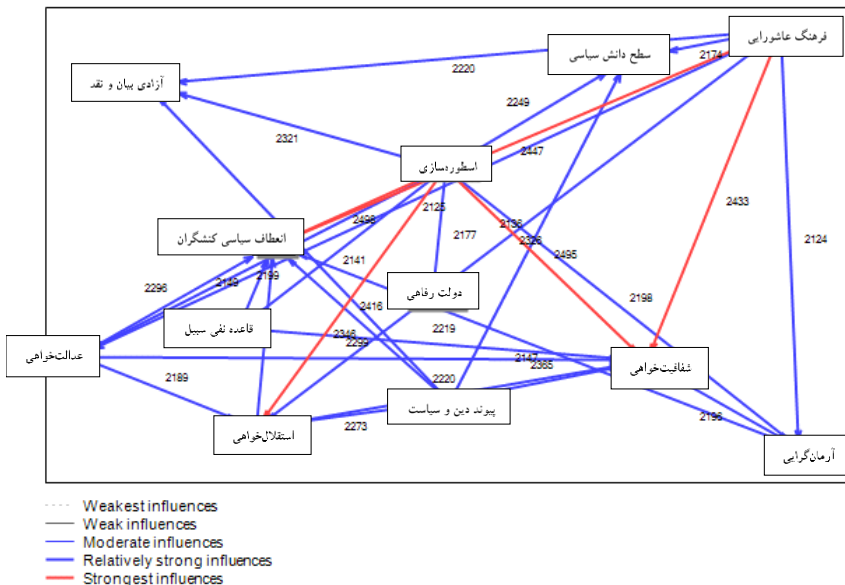 فرهنگ عاشورایی
سطح دانش سیاسی
2174
2220
آزادی بیان و نقد
2249
2321
2447
اسطوره‌سازی
2433
2498
2125
2136
2326
2124
انعطاف سیاسی کنشگران
2177
2495
2141
2199
2149
2296
دولت رفاهی
2198
2416
قاعده نفی سبیل
2219
2346
2299
عدالت‌خواهی
2147
2365
شفافیت‌خواهی
2189
2220
پیوند دین و سیاست
2196
استقلال‌خواهی
2273
آرمان‌گرایی
Weakest influences
Weak influences
Moderate influences
Relatively strong influences
Strongest influences